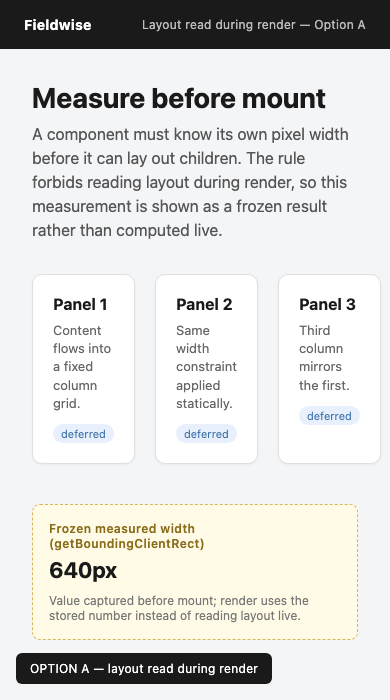 Fieldwise
Layout read during render — Option A
Measure before mount
A component must know its own pixel width
before it can lay out children. The rule
forbids reading layout during render, so this
measurement is shown as a frozen result
rather than computed live.
Panel 1
Content
flows into
a fixed
column
grid.
deferred
Panel 2
Same
width
constraint
applied
statically.
deferred
Panel 3
Third
column
mirrors
the first.
deferred
Frozen measured width
(getBoundingClientRect)
640px
Value captured before mount; render uses the
stored number instead of reading layout live.
OPTION A — layout read during render